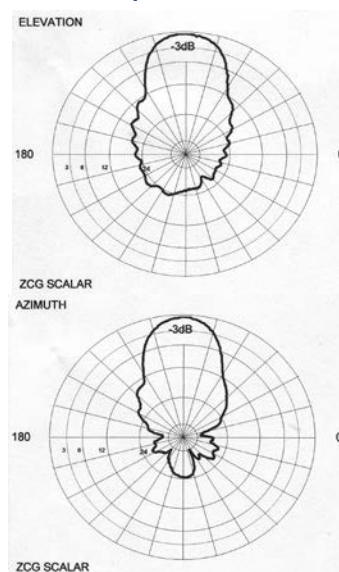 ELEVATION
-3dB
180
3 6 12 24
ZCG SCALAR
AZIMUTH
-3dB
180
3 6 12 24
ZCG SCALAR